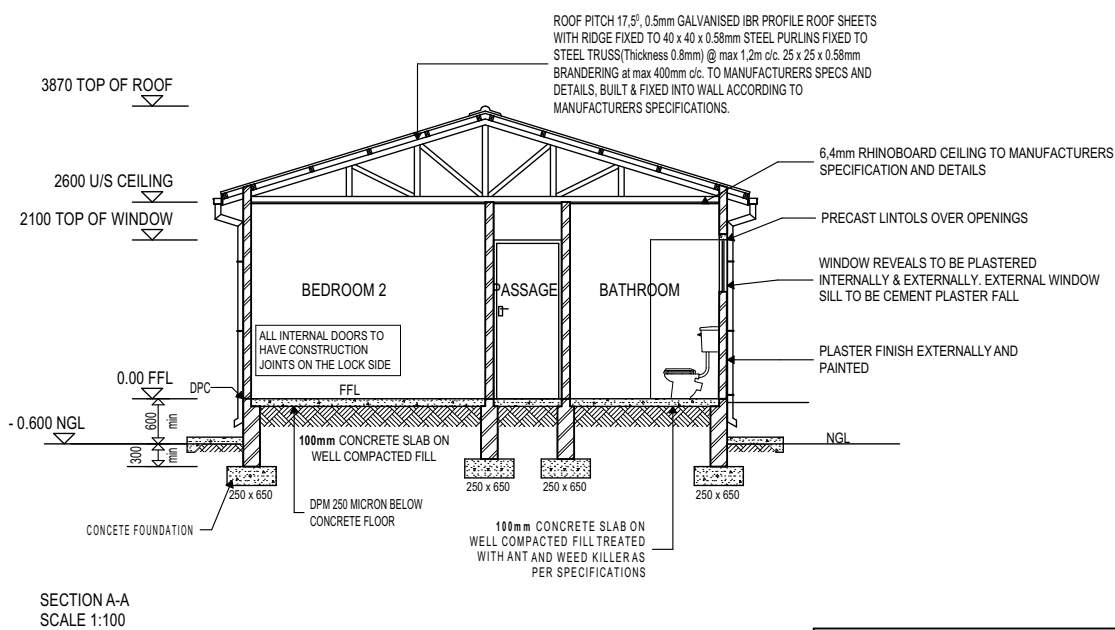 ROOF PITCH 17,5⁰, 0.5mm GALVANISED IBR PROFILE ROOF SHEETS
WITH RIDGE FIXED TO 40 x 40 x 0.58mm STEEL PURLINS FIXED TO
STEEL TRUSS(Thickness 0.8mm) @ max 1,2m c/c. 25 x 25 x 0.58mm
BRANDERING at max 400mm c/c. TO MANUFACTURERS SPECS AND
DETAILS, BUILT & FIXED INTO WALL ACCORDING TO
MANUFACTURERS SPECIFICATIONS.
3870 TOP OF ROOF
6,4mm RHINOBOARD CEILING TO MANUFACTURERS
SPECIFICATION AND DETAILS
2600 U/S CEILING
2100 TOP OF WINDOW
PRECAST LINTOLS OVER OPENINGS
WINDOW REVEALS TO BE PLASTERED
INTERNALLY & EXTERNALLY. EXTERNAL WINDOW
SILL TO BE CEMENT PLASTER FALL
BEDROOM 2
PASSAGE
BATHROOM
ALL INTERNAL DOORS TO
HAVE CONSTRUCTION
JOINTS ON THE LOCK SIDE
PLASTER FINISH EXTERNALLY AND
PAINTED
0.00 FFL
DPC
FFL
- 0.600 NGL
600
min
300
min
NGL
100mm CONCRETE SLAB ON
WELL COMPACTED FILL
250 x 650
250 x 650
250 x 650
250 x 650
DPM 250 MICRON BELOW
CONCRETE FLOOR
CONCETE FOUNDATION
100mm CONCRETE SLAB ON
WELL COMPACTED FILL TREATED
WITH ANT AND WEED KILLER AS
PER SPECIFICATIONS
SECTION A-A
SCALE 1:100